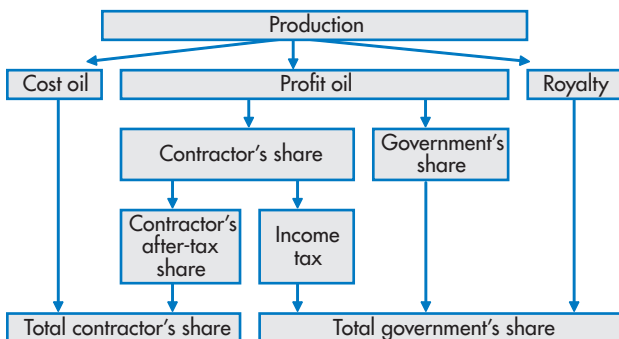 Production
Cost oil
Profit oil
Royalty
Contractor's share
Government's
share
Contractor's
after-tax
share
Income
tax
Total contractor's share
Total government's share